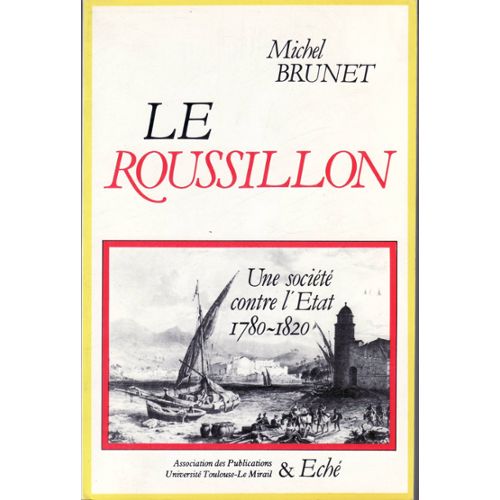 Michel
BRUNET
LE
ROUSSILLON
Une société
contre l'Etat
1780~1820
Association des Publications
Université Toulouse-Le Mirail
& Eché